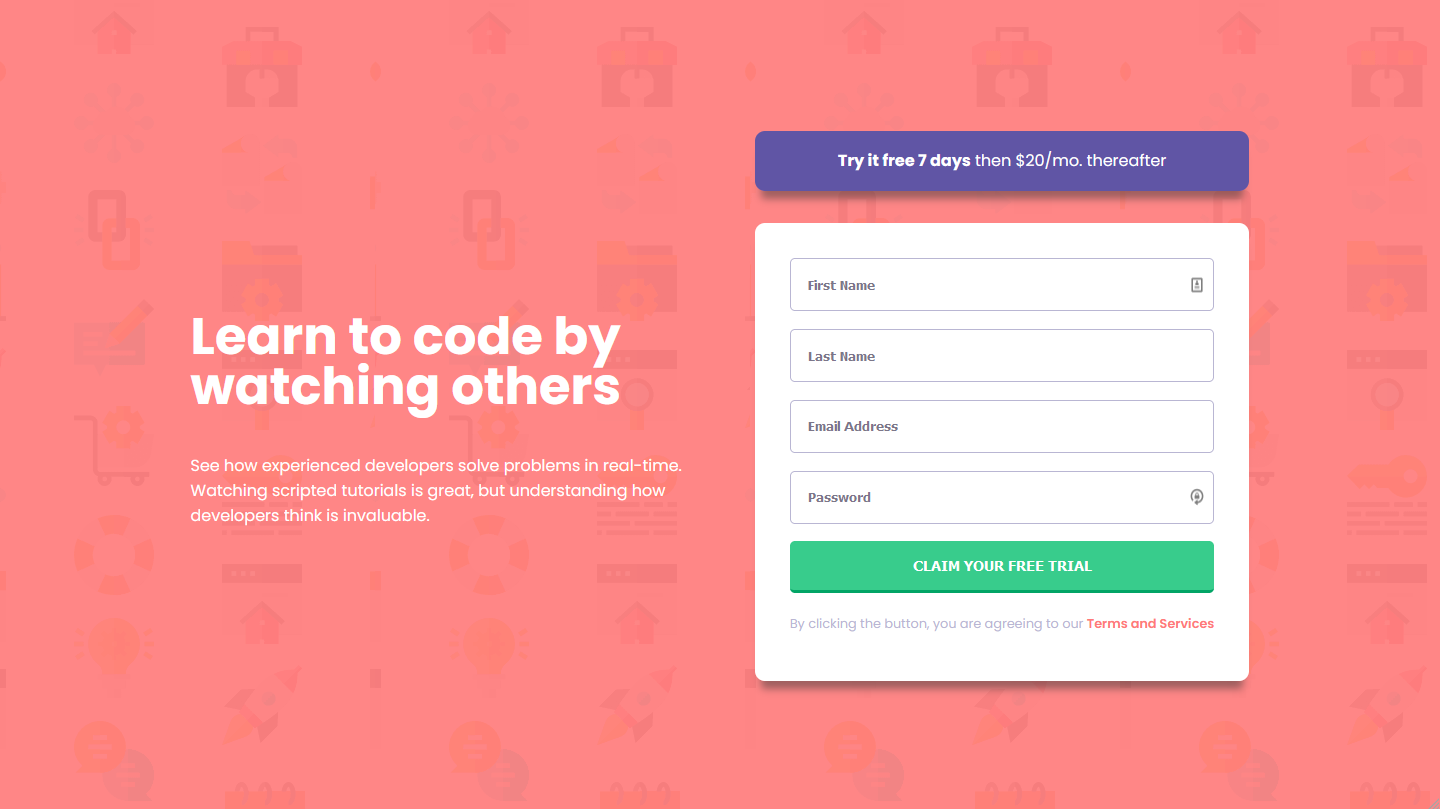 Learn to code by
watching others
See how experienced developers solve problems in real-time.
Watching scripted tutorials is great, but understanding how
developers think is invaluable.
Try it free 7 days then $20/mo. thereafter
First Name
Last Name
Email Address
Password
CLAIM YOUR FREE TRIAL
By clicking the button, you are agreeing to our Terms and Services